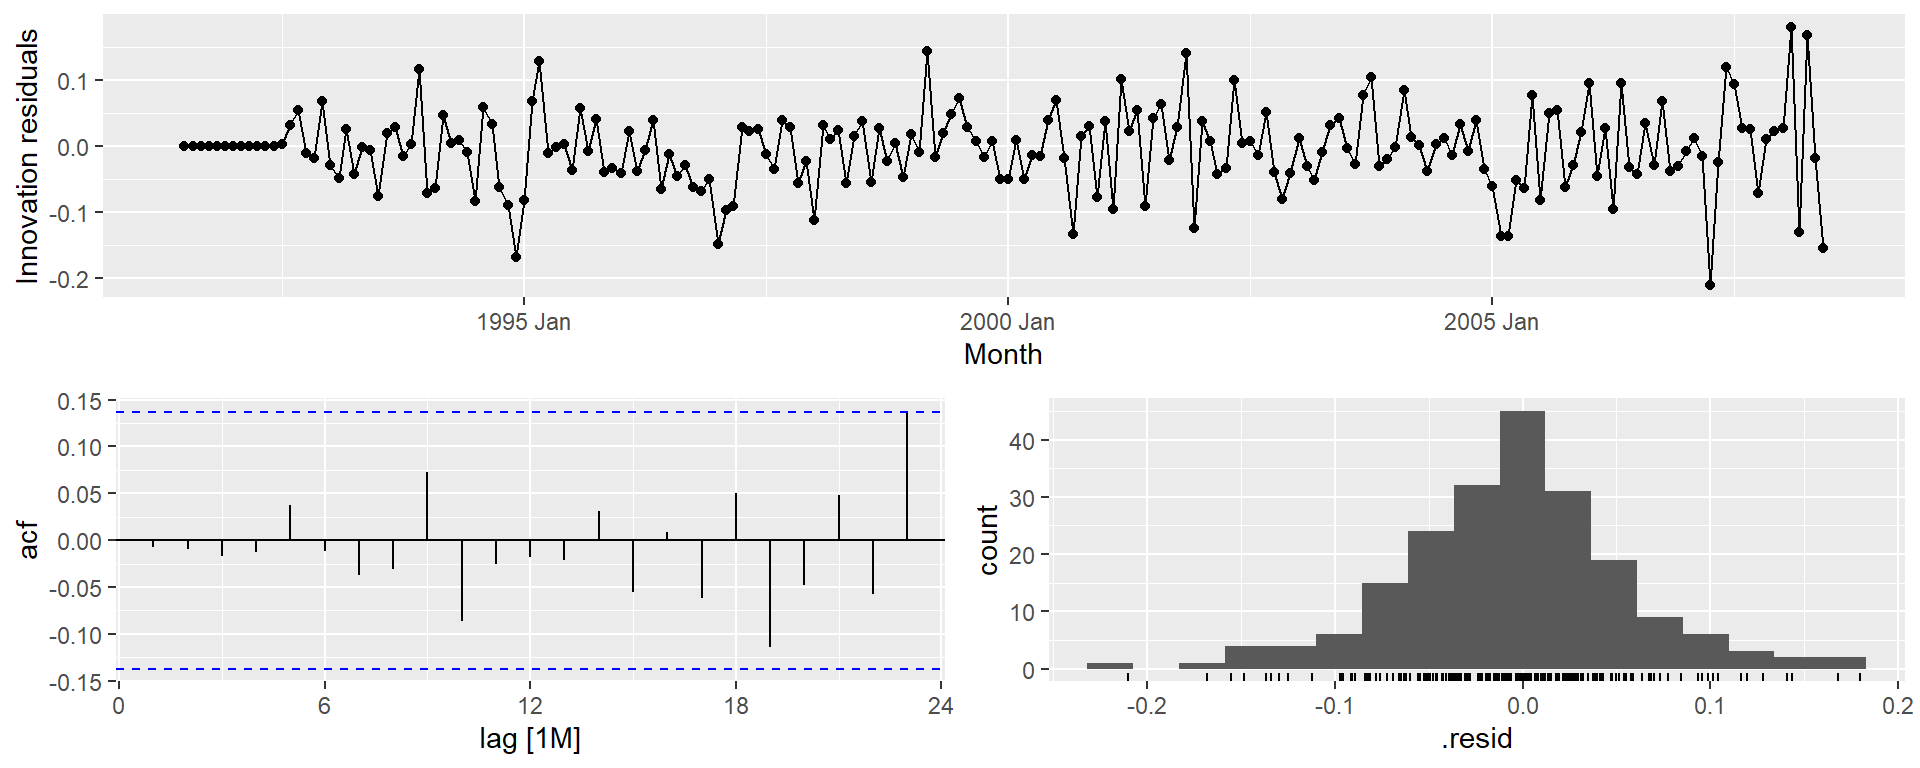 Innovation residuals
0.1
0.0
-0.1
-0.2
1995 Jan
2000 Jan
2005 Jan
Month
acf
0.15
0.10
0.05
0.00
-0.05
-0.10
-0.15
0
6
12
18
24
lag [1M]
count
40
30
20
10
0
-0.2
-0.1
0.0
0.1
0.2
.resid